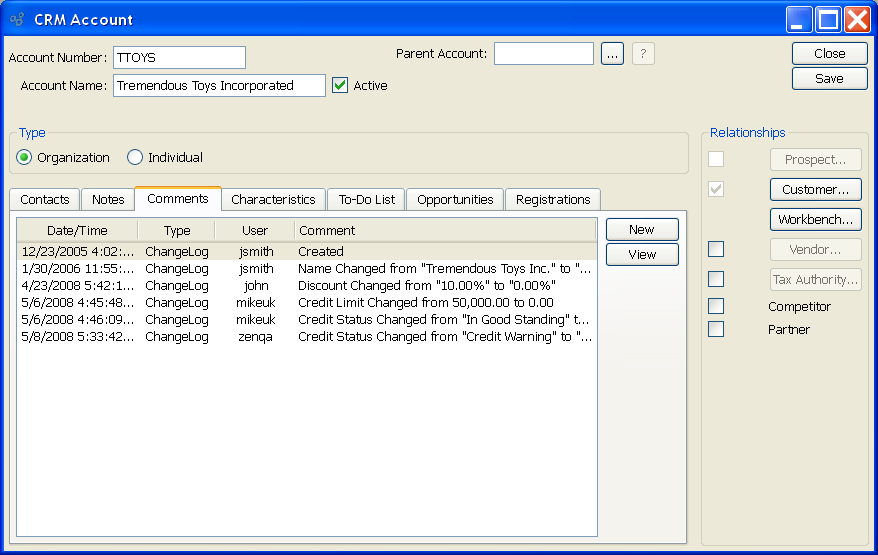 CRM Account
Account Number: TTOYS
Parent Account: ... ?
Close
Account Name: Tremendous Toys Incorporated Active
Save
Type
Organization Individual
Relationships
Prospect...
Customer...
Workbench...
Vendor...
Tax Authority...
Competitor
Partner
Contacts Notes Comments Characteristics To-Do List Opportunities Registrations
Date/Time Type User Comment
12/23/2005 4:02:... ChangeLog jsmith Created
1/30/2006 11:55:... ChangeLog jsmith Name Changed from "Tremendous Toys Inc." to "...
4/23/2008 5:42:1... ChangeLog john Discount Changed from "10.00%" to "0.00%"
5/6/2008 4:45:48... ChangeLog mikeuk Credit Limit Changed from 50,000.00 to 0.00
5/6/2008 4:46:09... ChangeLog mikeuk Credit Status Changed from "In Good Standing" t...
5/8/2008 5:33:42... ChangeLog zenqa Credit Status Changed from "Credit Warning" to "...
New
View